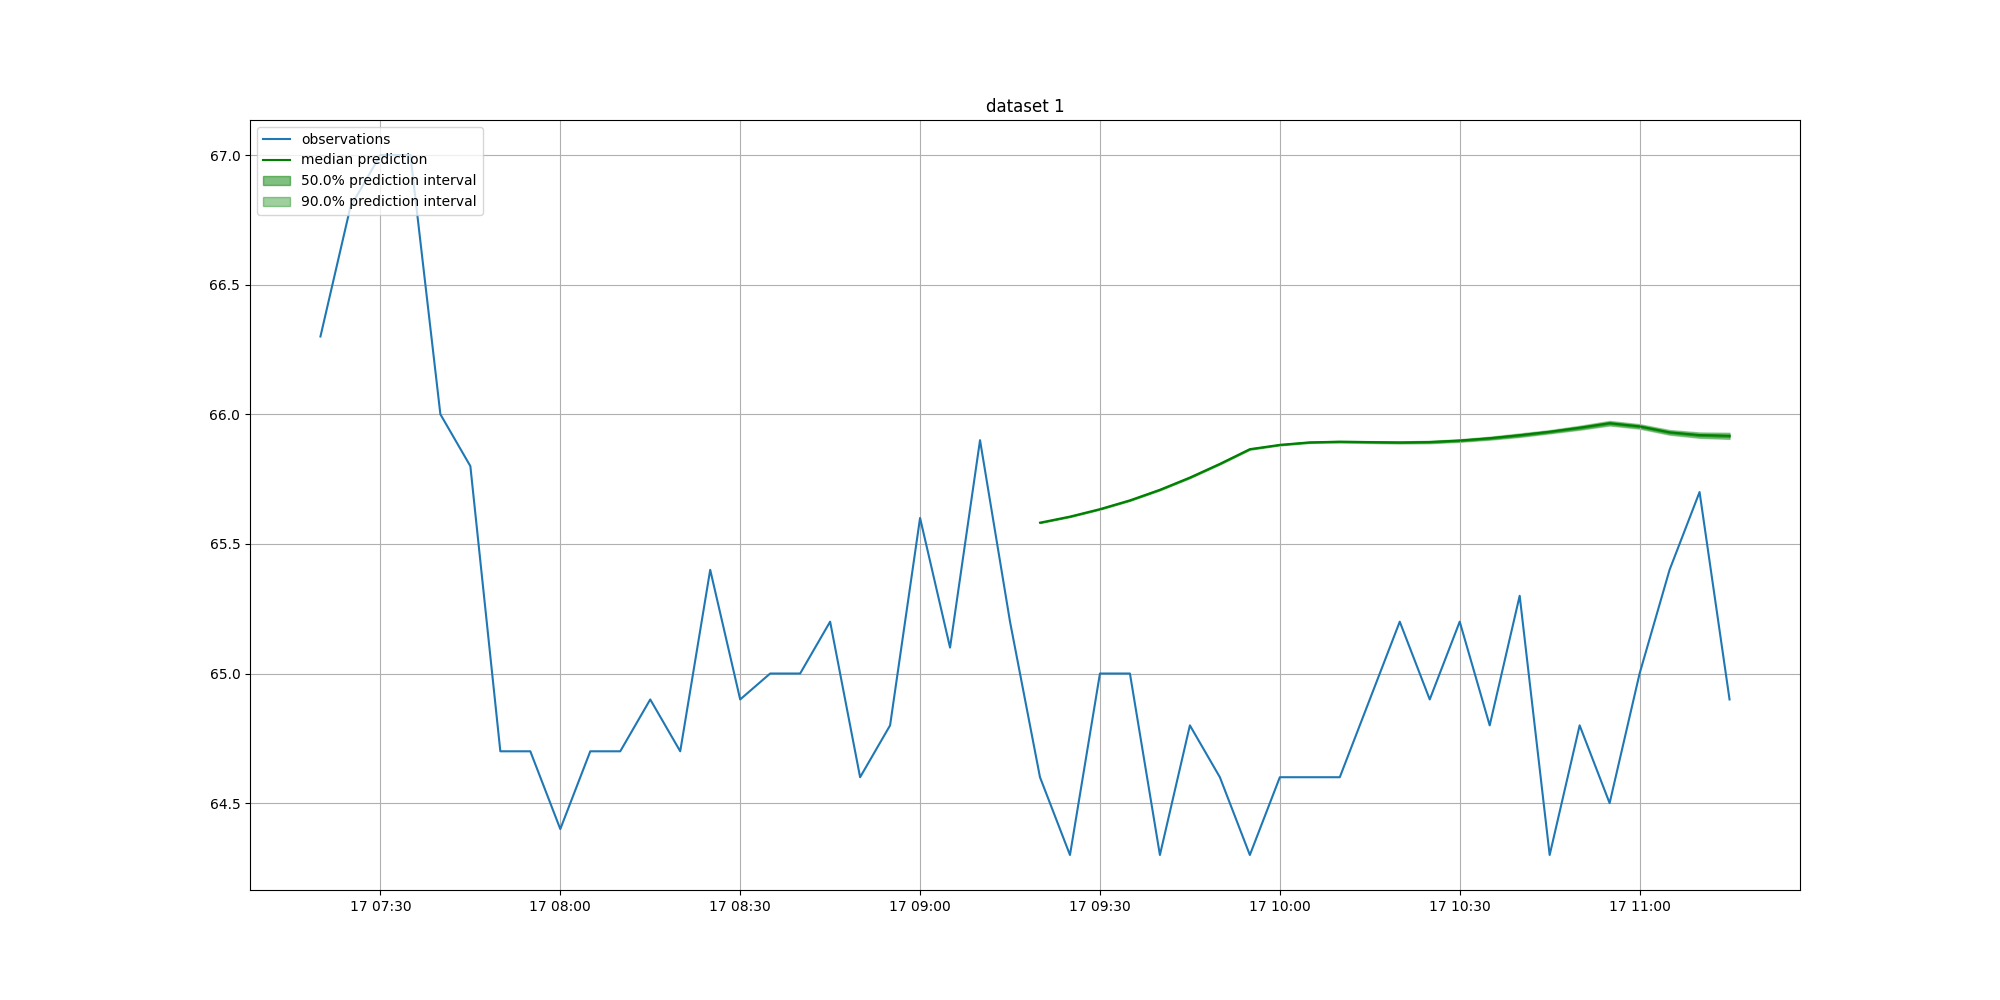 dataset 1
observations
median prediction
50.0% prediction interval
90.0% prediction interval
67.0
66.5
66.0
65.5
65.0
64.5
17 07:30 17 08:00 17 08:30 17 09:00 17 09:30 17 10:00 17 10:30 17 11:00